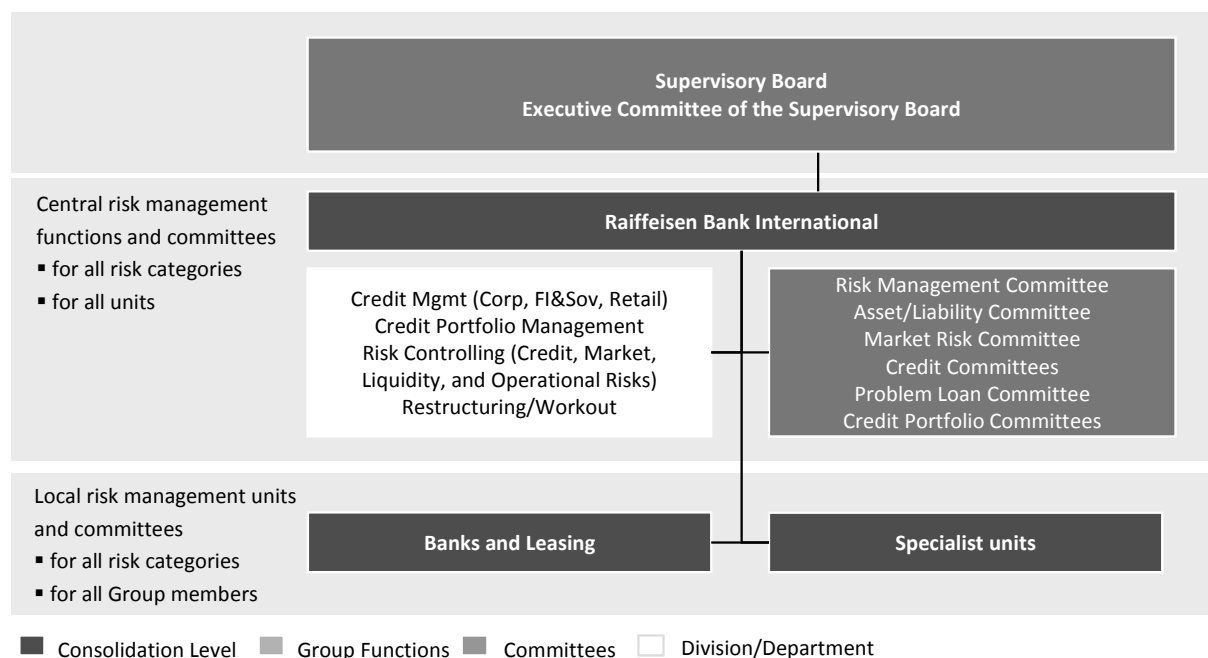 Supervisory Board
Executive Committee of the Supervisory Board
Central risk management
functions and committees
▪ for all risk categories
▪ for all units
Raiffeisen Bank International
Credit Mgmt (Corp, FI&Sov, Retail)
Credit Portfolio Management
Risk Controlling (Credit, Market,
Liquidity, and Operational Risks)
Restructuring/Workout
Risk Management Committee
Asset/Liability Committee
Market Risk Committee
Credit Committees
Problem Loan Committee
Credit Portfolio Committees
Local risk management units
and committees
▪ for all risk categories
▪ for all Group members
Banks and Leasing
Specialist units
Consolidation Level Group Functions Committees Division/Department